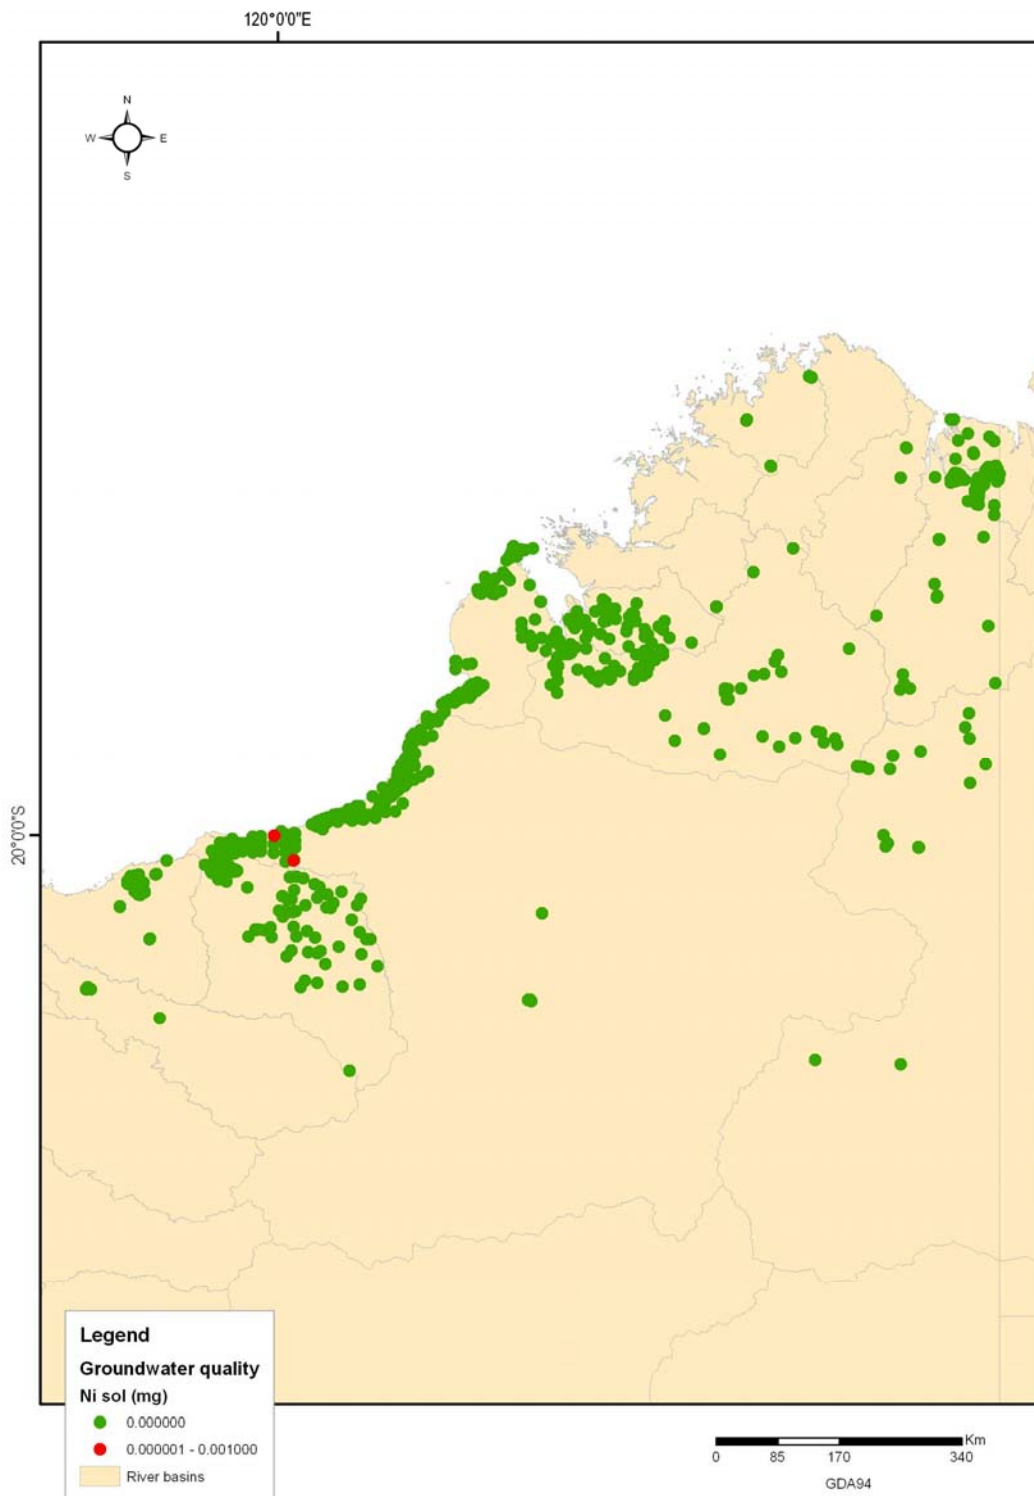 120°0'0"E
N
W E
S
20°0'0"S
Legend
Groundwater quality
Ni sol (mg)
0.000000
0.000001 - 0.001000
River basins
Km
0 85 170 340
GDA94